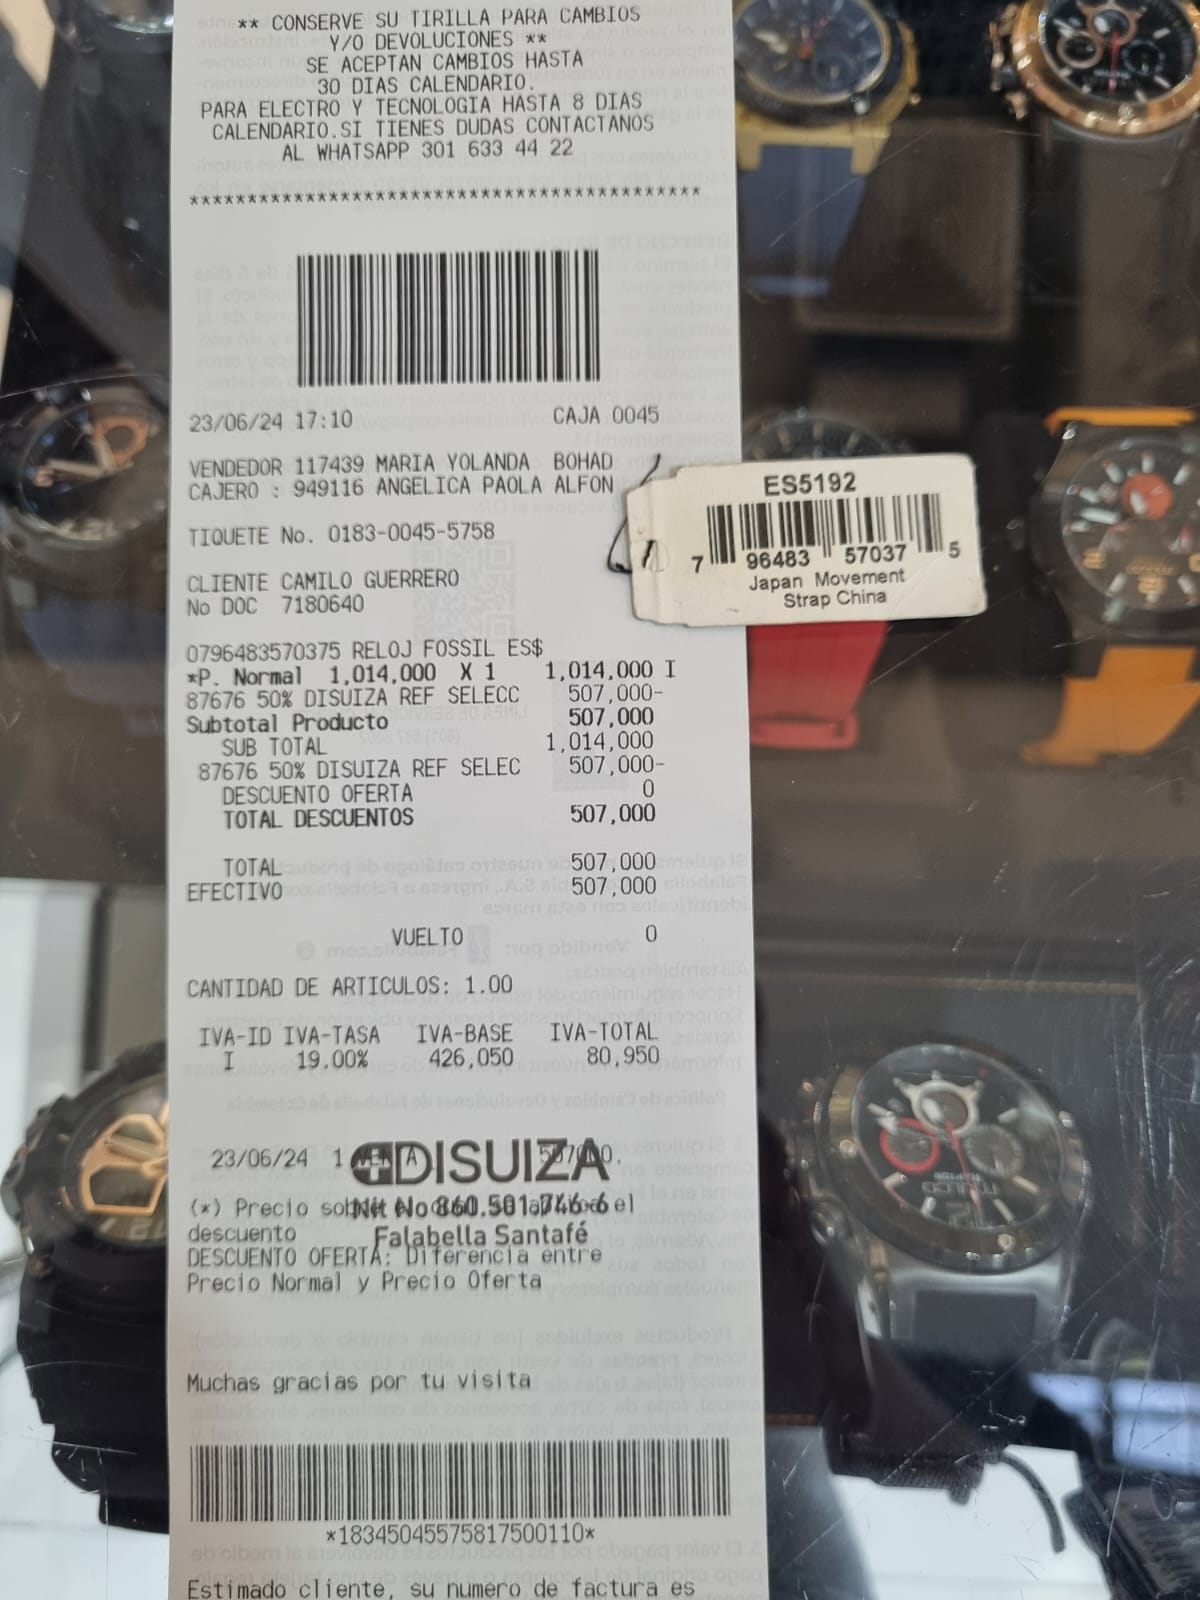 ** CONSERVE SU TIRILLA PARA CAMBIOS
Y/O DEVOLUCIONES **
SE ACEPTAN CAMBIOS HASTA
30 DIAS CALENDARIO.
PARA ELECTRO Y TECNOLOGIA HASTA 8 DIAS
CALENDARIO.SI TIENES DUDAS CONTACTANOS
AL WHATSAPP 301 633 44 22
********************************************
23/06/24 17:10 CAJA 0045
VENDEDOR 117439 MARIA YOLANDA BOHAD
CAJERO : 949116 ANGELICA PAOLA ALFON
TIQUETE No. 0183-0045-5758
CLIENTE CAMILO GUERRERO
No DOC 7180640
0796483570375 RELOJ FOSSIL ES$
*P. Normal 1,014,000 X 1 1,014,000 I
87676 50% DISUIZA REF SELECC 507,000-
Subtotal Producto 507,000
SUB TOTAL 1,014,000
87676 50% DISUIZA REF SELEC 507,000-
DESCUENTO OFERTA 0
TOTAL DESCUENTOS 507,000
TOTAL 507,000
EFECTIVO 507,000
VUELTO 0
CANTIDAD DE ARTICULOS: 1.00
IVA-ID IVA-TASA IVA-BASE IVA-TOTAL
I 19.00% 426,050 80,950
23/06/24 1
DISUIZA
(*) Precio
Nit No 860.501.746-6
el
descuento
Falabella Santafé
DESCUENTO OFERTA: Diferencia entre
Precio Normal y Precio Oferta
Muchas gracias por tu visita
*18345045575817500110*
Estimado cliente, su numero de factura es
ES5192
7 96483 57037 5
Japan Movement
Strap China